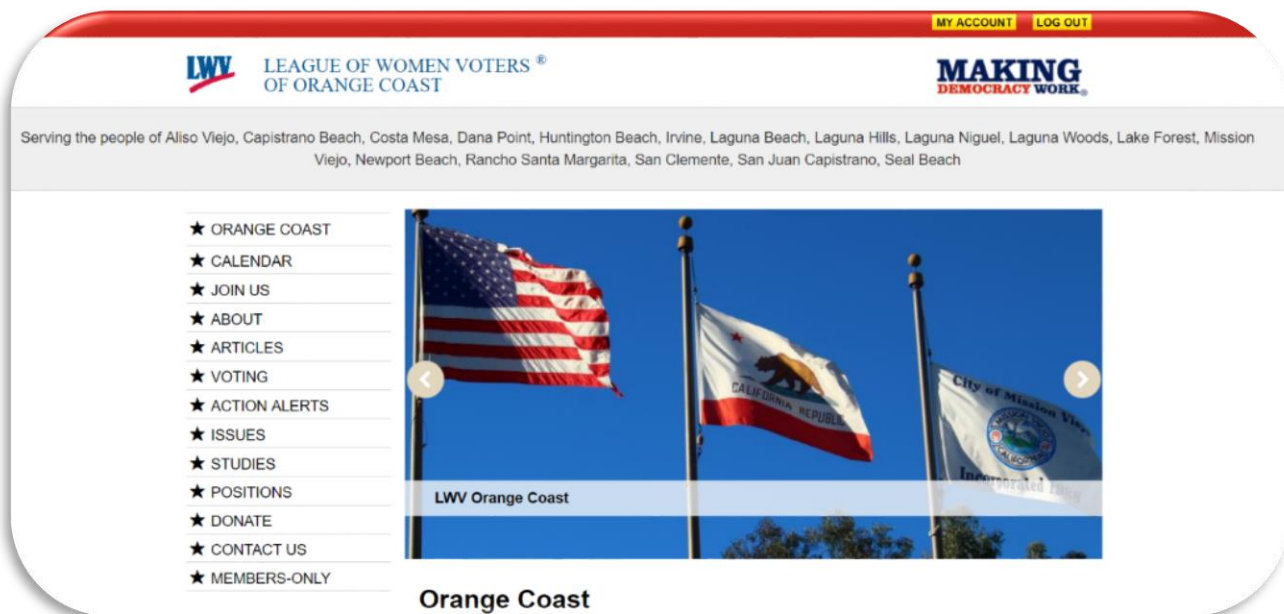 MY ACCOUNT LOG OUT
LWV
LEAGUE OF WOMEN VOTERS ®
OF ORANGE COAST
MAKING
DEMOCRACY WORK®
Serving the people of Aliso Viejo, Capistrano Beach, Costa Mesa, Dana Point, Huntington Beach, Irvine, Laguna Beach, Laguna Hills, Laguna Niguel, Laguna Woods, Lake Forest, Mission
Viejo, Newport Beach, Rancho Santa Margarita, San Clemente, San Juan Capistrano, Seal Beach
★ ORANGE COAST
★ CALENDAR
★ JOIN US
★ ABOUT
★ ARTICLES
★ VOTING
★ ACTION ALERTS
★ ISSUES
★ STUDIES
★ POSITIONS
★ DONATE
★ CONTACT US
★ MEMBERS-ONLY
CALIFORNIA REPUBLIC
City of Mission Viejo
MISSION VIEJO
CALIFORNIA
Incorporated
LWV Orange Coast
Orange Coast